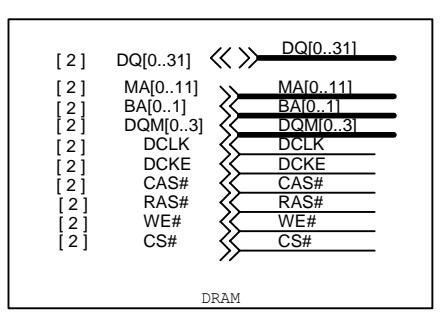 [ 2 ] DQ[0..31] DQ[0..31]
[ 2 ] MA[0..11] MA[0..11]
[ 2 ] BA[0..1] BA[0..1]
[ 2 ] DQM[0..3] DQM[0..3]
[ 2 ] DCLK DCLK
[ 2 ] DCKE DCKE
[ 2 ] CAS# CAS#
[ 2 ] RAS# RAS#
[ 2 ] WE# WE#
[ 2 ] CS# CS#
DRAM